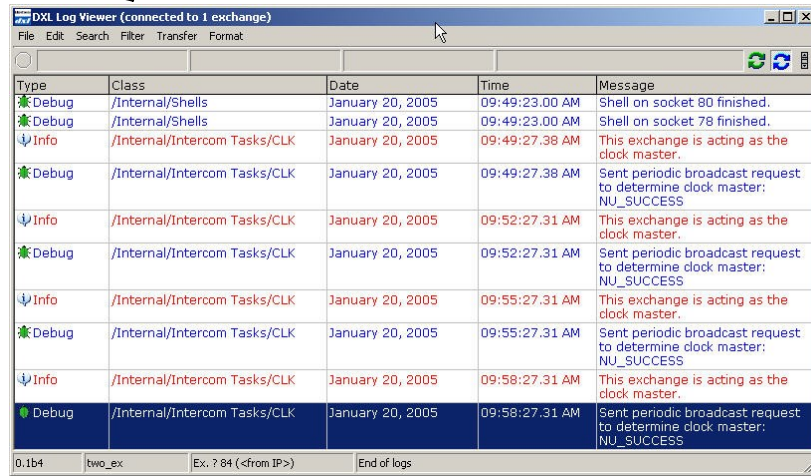 DXL Log Viewer (connected to 1 exchange)
File Edit Search Filter Transfer Format
Type Class Date Time Message
Debug /Internal/Shells January 20, 2005 09:49:23.00 AM Shell on socket 80 finished.
Debug /Internal/Shells January 20, 2005 09:49:23.00 AM Shell on socket 78 finished.
Info /Internal/Intercom Tasks/CLK January 20, 2005 09:49:27.38 AM This exchange is acting as the
clock master.
Debug /Internal/Intercom Tasks/CLK January 20, 2005 09:49:27.38 AM Sent periodic broadcast request
to determine clock master:
NU_SUCCESS
Info /Internal/Intercom Tasks/CLK January 20, 2005 09:52:27.31 AM This exchange is acting as the
clock master.
Debug /Internal/Intercom Tasks/CLK January 20, 2005 09:52:27.31 AM Sent periodic broadcast request
to determine clock master:
NU_SUCCESS
Info /Internal/Intercom Tasks/CLK January 20, 2005 09:55:27.31 AM This exchange is acting as the
clock master.
Debug /Internal/Intercom Tasks/CLK January 20, 2005 09:55:27.31 AM Sent periodic broadcast request
to determine clock master:
NU_SUCCESS
Info /Internal/Intercom Tasks/CLK January 20, 2005 09:58:27.31 AM This exchange is acting as the
clock master.
Debug /Internal/Intercom Tasks/CLK January 20, 2005 09:58:27.31 AM Sent periodic broadcast request
to determine clock master:
NU_SUCCESS
0.1b4 two_ex Ex. ? 84 (<from IP>) End of logs